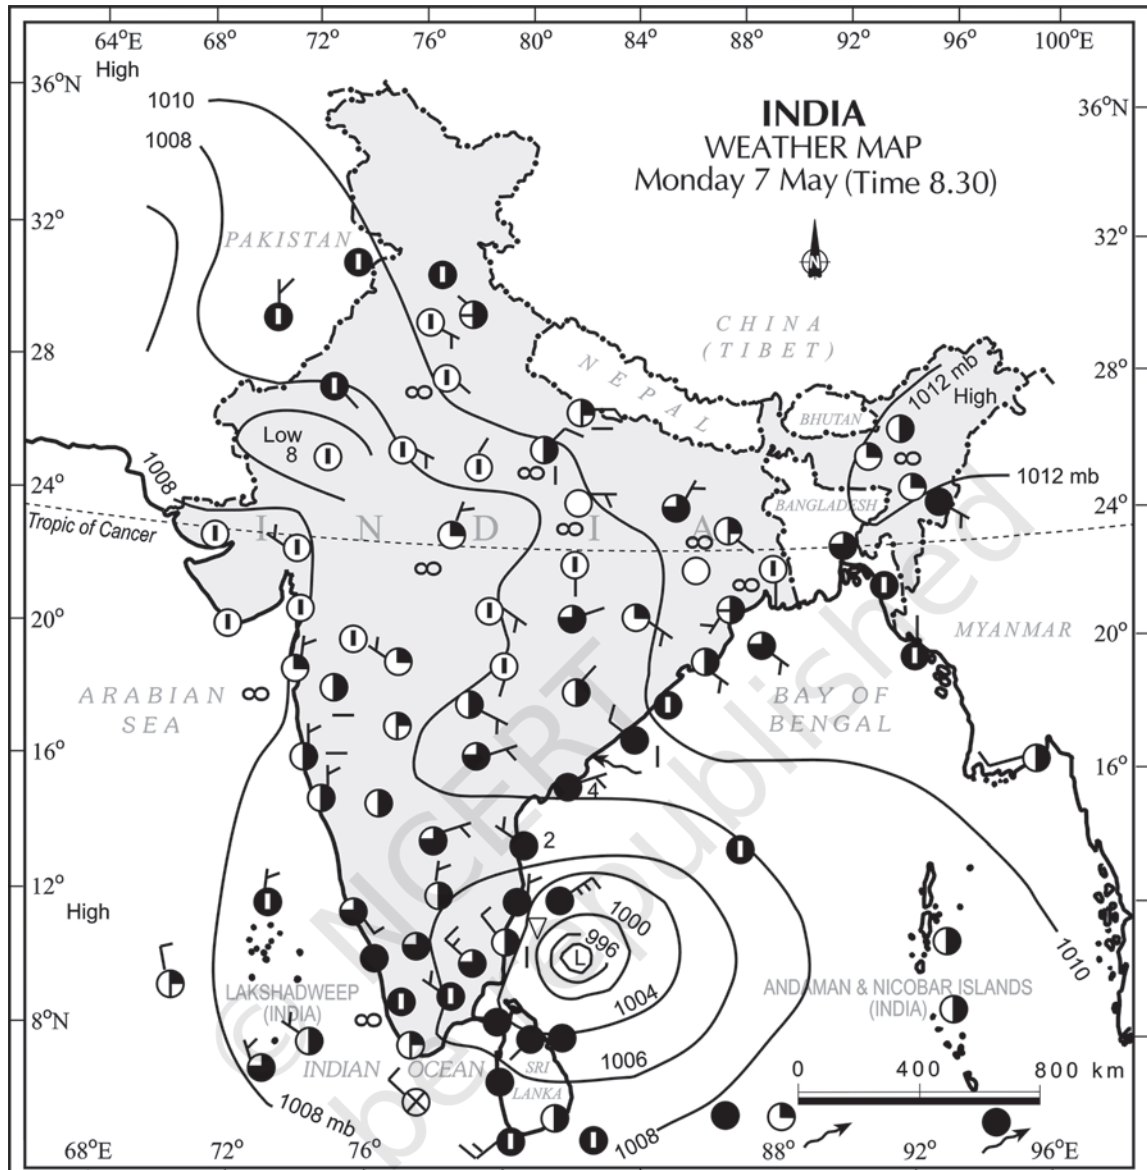 64°E 68° 72° 76° 80° 84° 88° 92° 96° 100°E
High
36°N
1010
1008
INDIA
WEATHER MAP
Monday 7 May (Time 8.30)
36°N
N
32°
PAKISTAN
32°
CHINA
(TIBET)
28°
NEPAL
28°
1012 mb
High
BHUTAN
Low
8
1008
1012 mb
24°
BANGLADESH
24°
Tropic of Cancer
INDIA
20°
20°
MYANMAR
ARABIAN
SEA
BAY OF
BENGAL
16°
16°
4
2
12°
12°
High
1000
996
L
1010
1004
LAKSHADWEEP
(INDIA)
ANDAMAN & NICOBAR ISLANDS
(INDIA)
8°N
8°
1006
INDIAN OCEAN
SRI
LANKA
0 400 800 km
1008 mb
1008
68°E 72° 76° 88° 92° 96°E
© NCERT
be republished